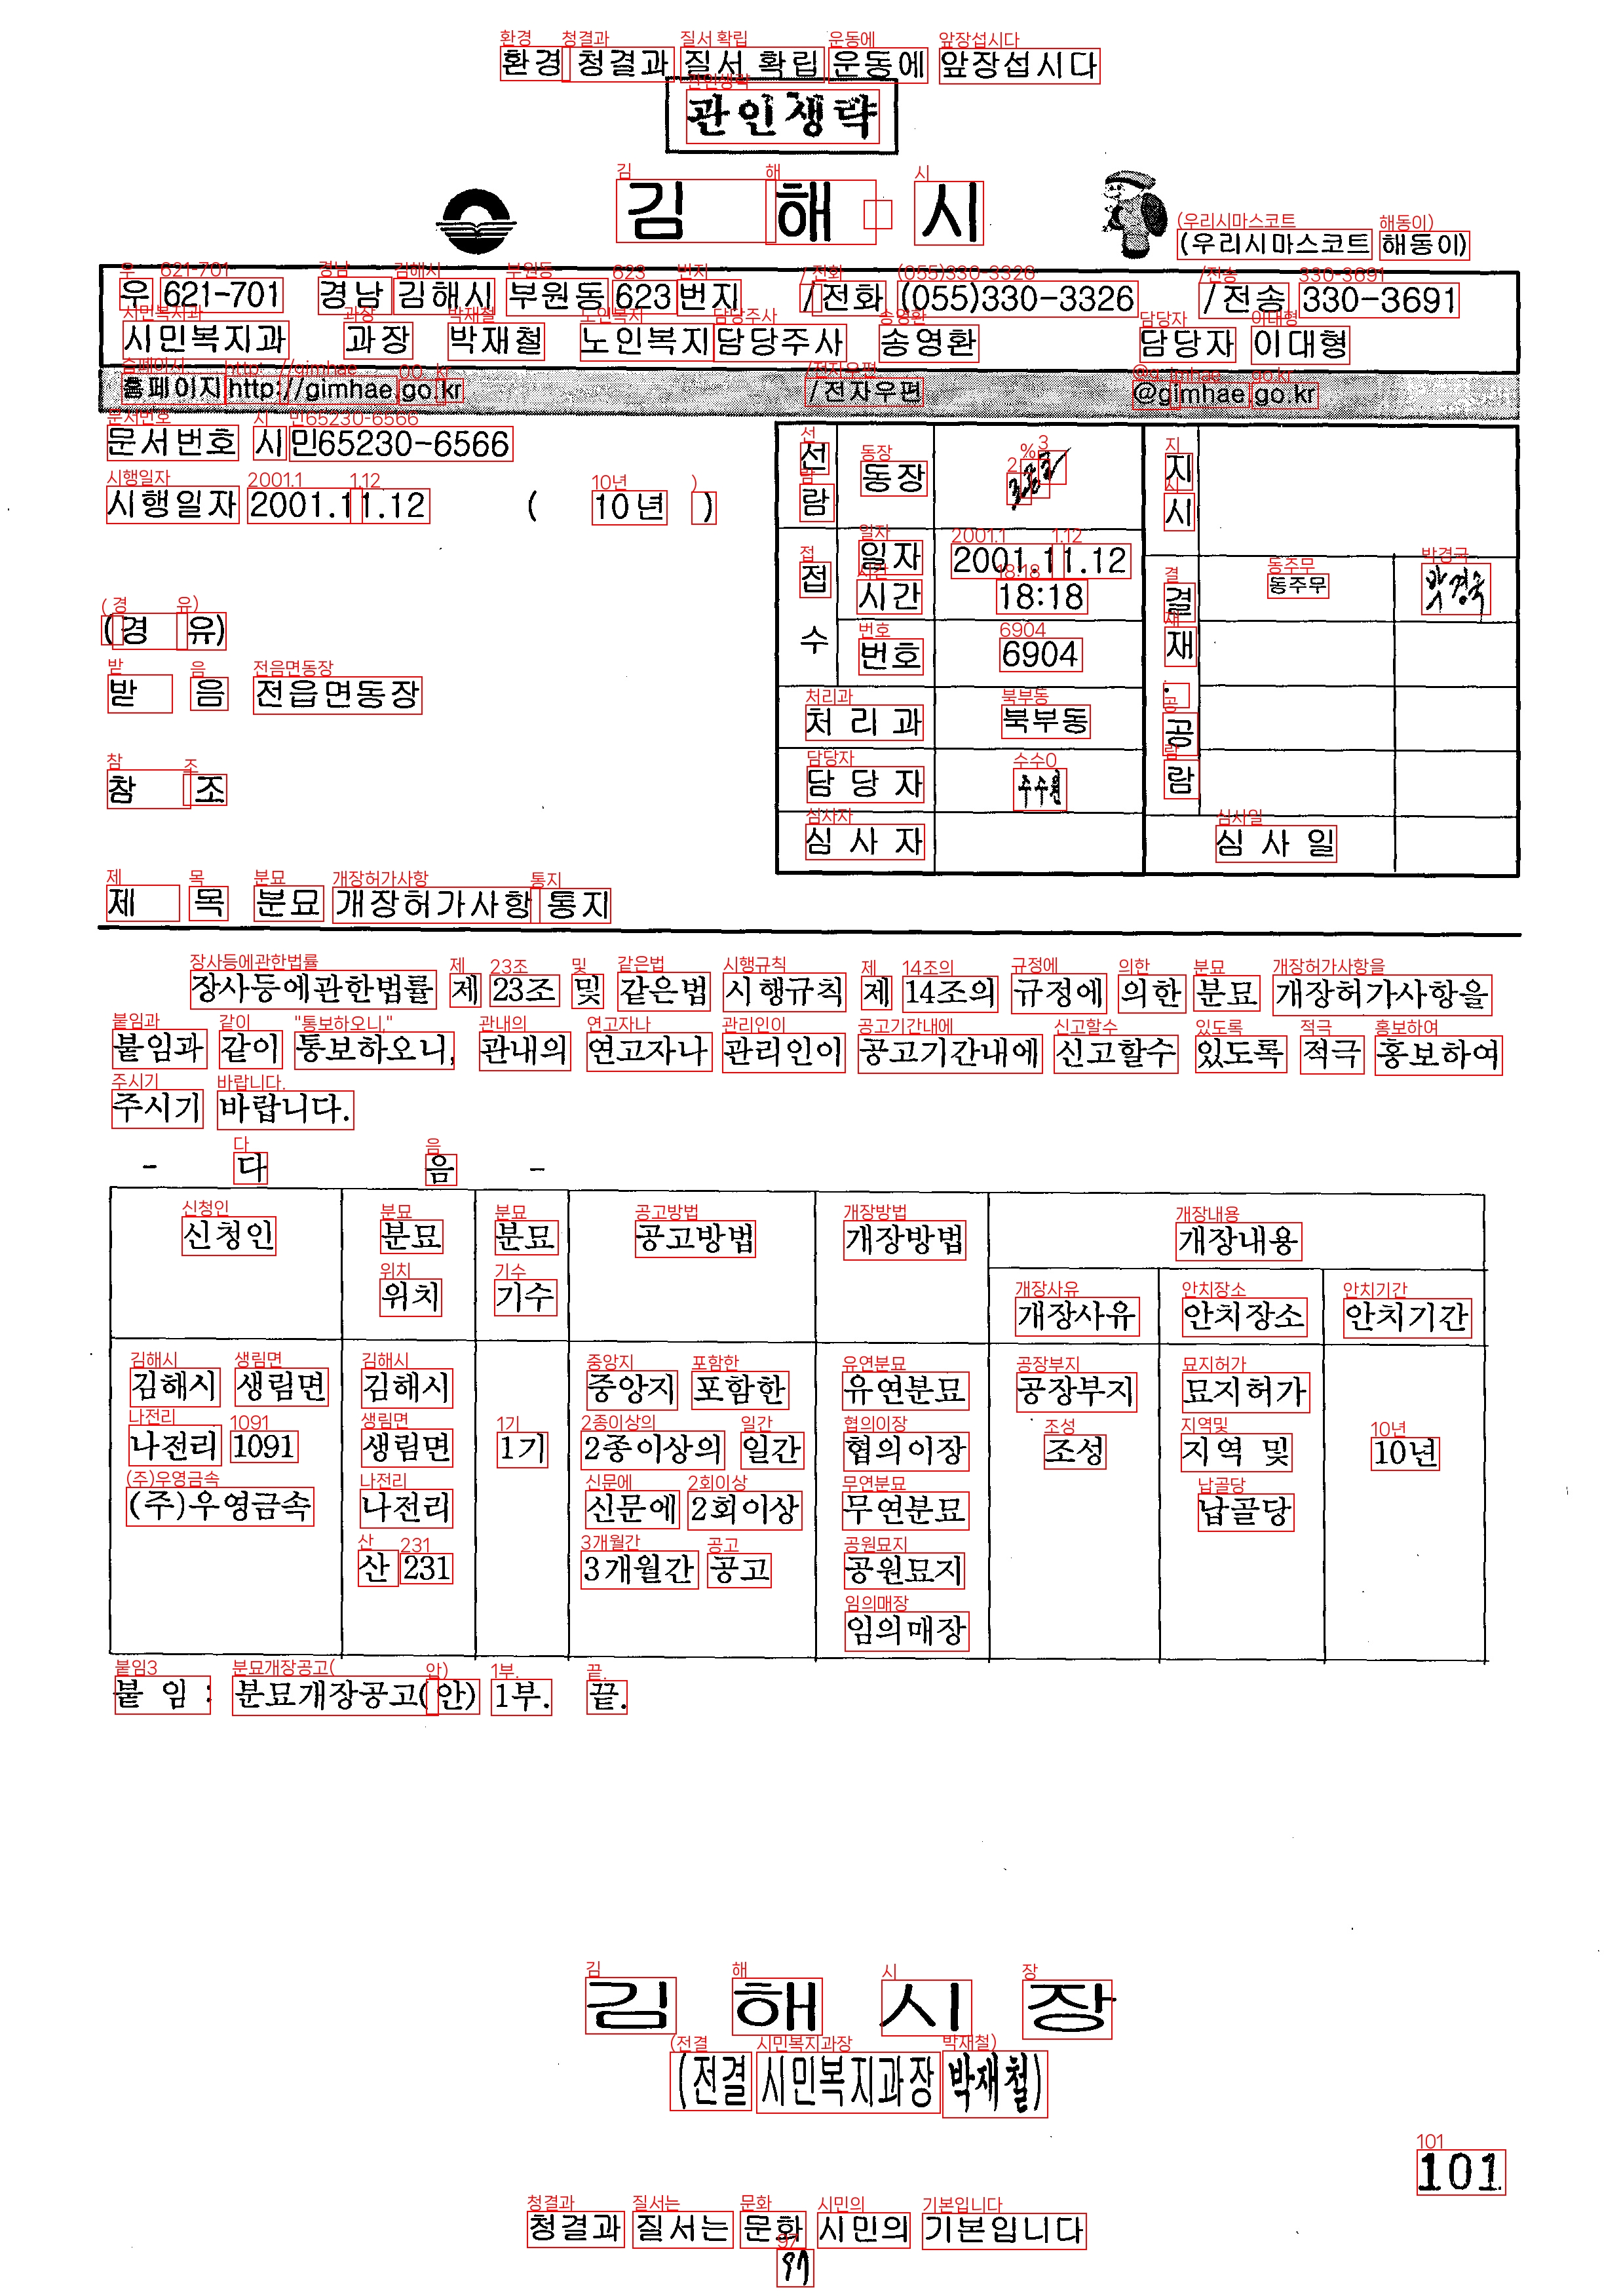 환경 청결과 질서 확립 운동에 앞장섭시다
관인생략
김 해 시
(우리시마스코트 해동이)
우 621-701 경남 김해시 부원동 623번지 /전화 (055)330-3326 /전송 330-3691
시민복지과 과장 박재철 노인복지담당주사 송영환 담당자 이대형
홈페이지 http://gimhae.go.kr /전자우편 @gimhae.go.kr
문서번호 시민65230-6566
시행일자 2001.11.12 ( 10년 )
(경 유)
받 음 전읍면동장
참 조
선람 동장 지시
접수 일자 2001.11.12
시간 18:18
번호 6904
결재·공람 동주무 박경국
처리과 북부동
담당자
심사자 심사일
제 목 분묘 개장허가사항 통지
장사등에관한법률 제 23조 및 같은법 시행규칙 제 14조의 규정에 의한 분묘 개장허가사항을
붙임과 같이 통보하오니, 관내의 연고자나 관리인이 공고기간내에 신고할수 있도록 적극 홍보하여
주시기 바랍니다.
- 다 음 -
신청인 분묘 위치 분묘 기수 공고방법 개장방법 개장내용
개장사유 안치장소 안치기간
김해시 생림면 나전리 1091 (주)우영금속
김해시 생림면 나전리 산 231
1기
중앙지 포함한 2종이상의 일간 신문에 2회이상 3개월간 공고
유연분묘 협의이장 무연분묘 공원묘지 임의매장
공장부지 조성
묘지허가 지역 및 납골당
10년
붙 임 : 분묘개장공고(안) 1부. 끝.
김 해 시 장
(전결 시민복지과장 박재철)
101
청결과 질서는 문화 시민의 기본입니다
97